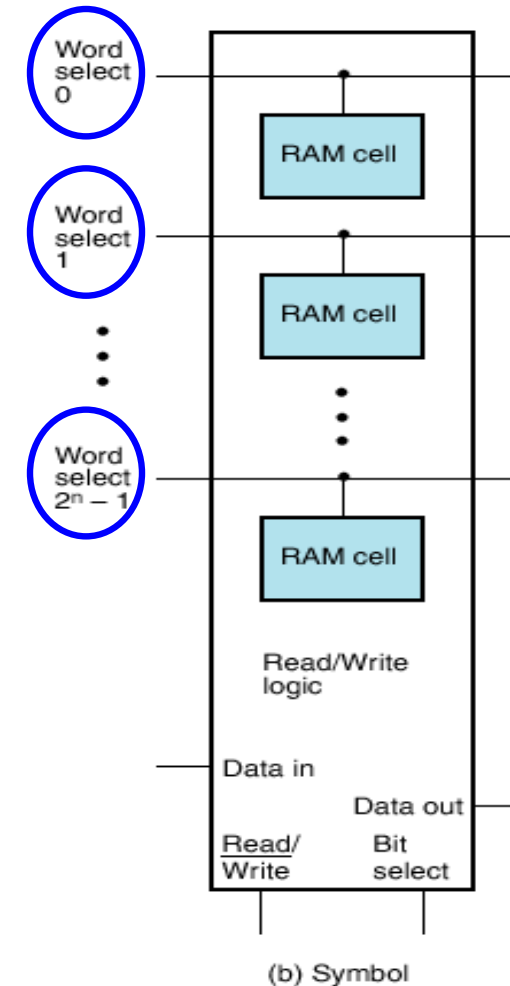 Word
select
0
RAM cell
Word
select
1
RAM cell
Word
select
2ⁿ – 1
RAM cell
Read/Write
logic
Data in
Data out
Read/
Write
Bit
select
(b) Symbol